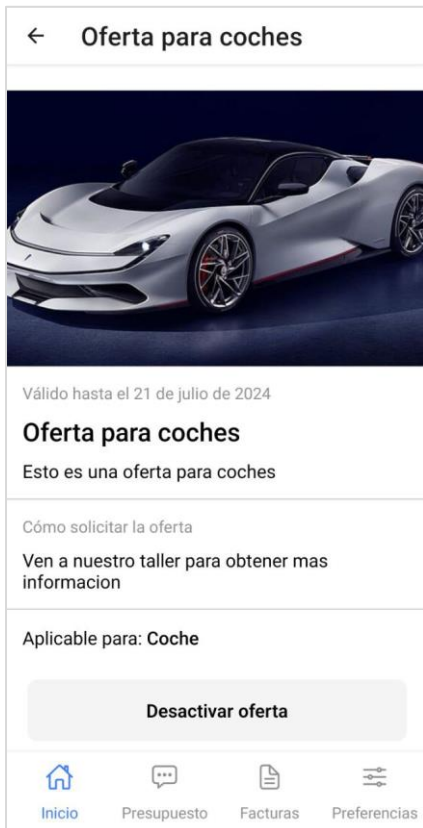 Oferta para coches
Válido hasta el 21 de julio de 2024
Oferta para coches
Esto es una oferta para coches
Cómo solicitar la oferta
Ven a nuestro taller para obtener mas
informacion
Aplicable para: Coche
Desactivar oferta
Inicio Presupuesto Facturas Preferencias